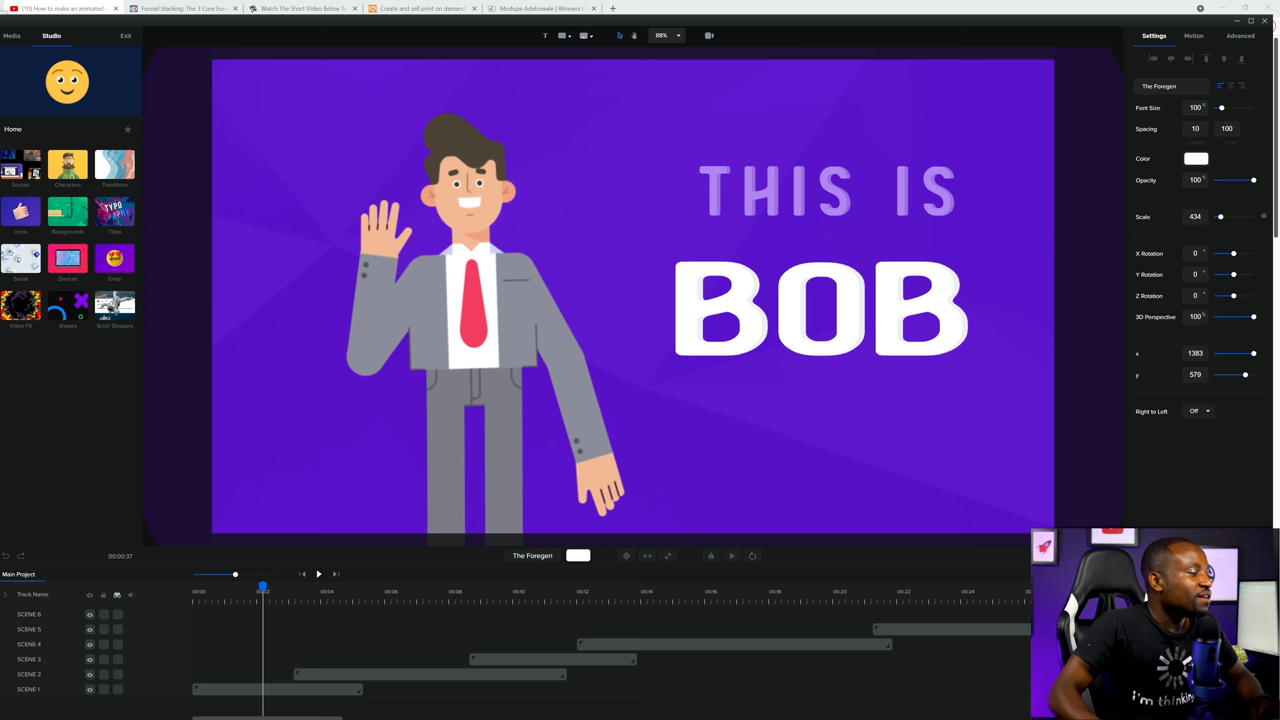 (10) How to make an animated
Funnel Stacking: The 3 Core Fun
Watch The Short Video Below To
Create and sell print on demand
Modupe Adebowale | Winners C
Media
Studio
Exit
88%
Settings
Motion
Advanced
Home
Scenes
Characters
Transitions
Icons
Backgrounds
TYPO
Titles
Social
Devices
Emoji
Video FX
Shapes
Scroll Stoppers
THIS IS
BOB
The Foregen
Font Size
100
Spacing
10
100
Color
Opacity
100
Scale
434
X Rotation
0
Y Rotation
0
Z Rotation
0
3D Perspective
100
x
1383
y
579
Right to Left
Off
00:00:37
The Foregen
Main Project
Track Name
00:00
00:04
00:06
00:08
00:10
00:12
00:14
00:16
00:18
00:20
00:22
00:24
SCENE 6
SCENE 5
SCENE 4
SCENE 3
SCENE 2
SCENE 1
i'm thinking